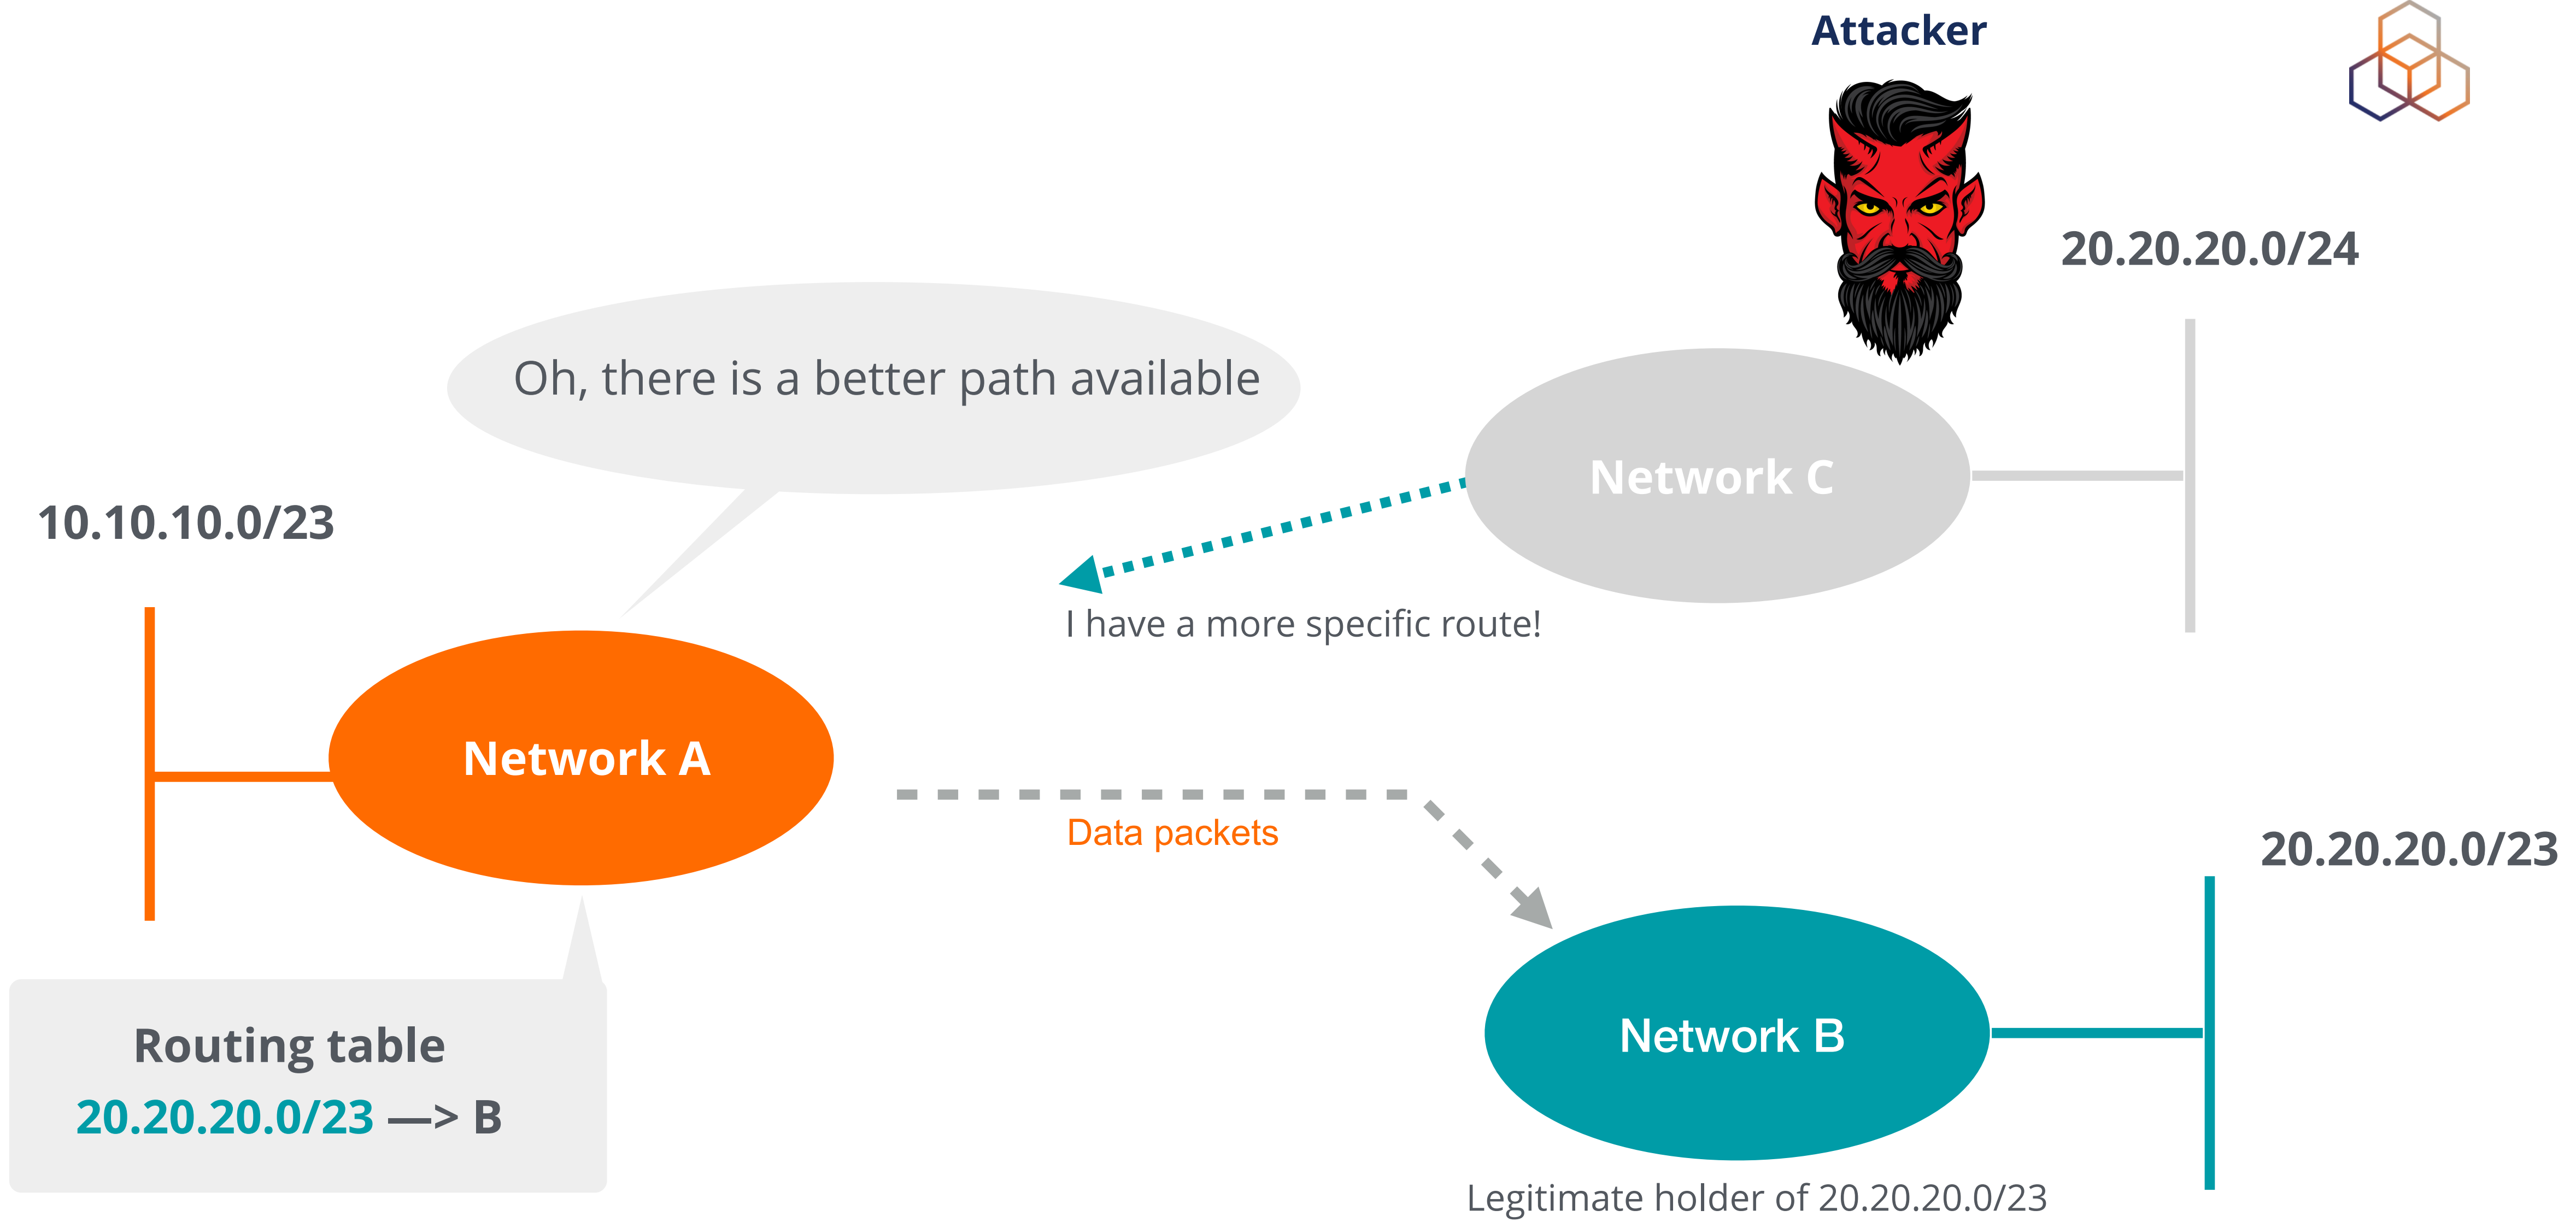 Attacker
20.20.20.0/24
Oh, there is a better path available
Network C
10.10.10.0/23
I have a more specific route!
Network A
Data packets
20.20.20.0/23
Network B
Routing table
20.20.20.0/23 —> B
Legitimate holder of 20.20.20.0/23